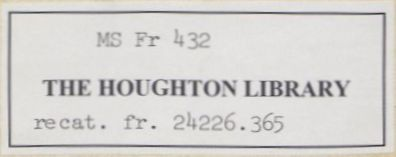 MS Fr 432
THE HOUGHTON LIBRARY
recat. fr. 24226.365